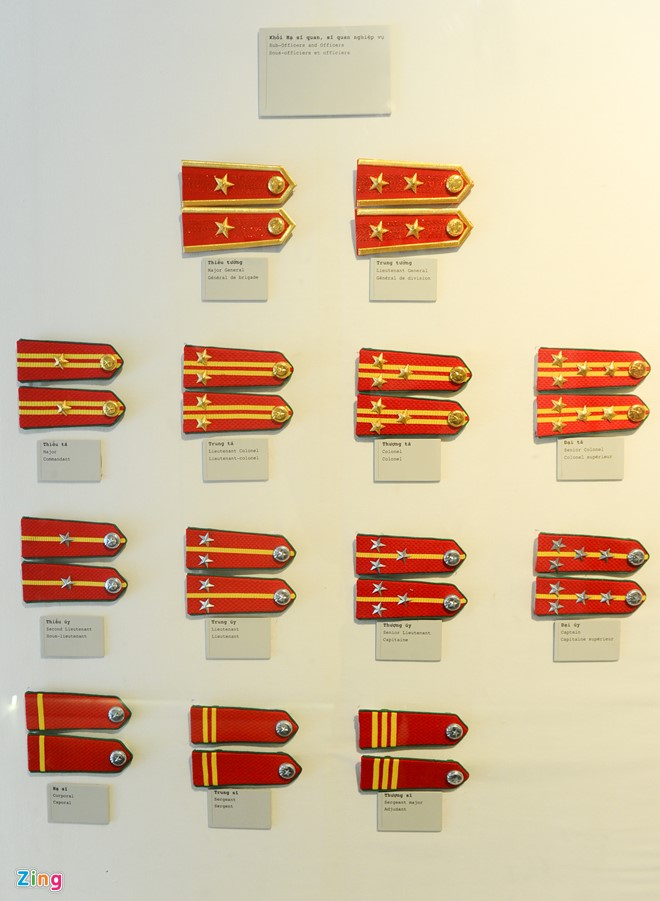 Khối Hạ sĩ quan, sĩ quan nghiệp vụ
Non-Officers and Officers
Sous-officiers et officiers
Thiếu tướng
Major General
Général de brigade
Trung tướng
Lieutenant General
Général de division
Thiếu tá
Major
Commandant
Trung tá
Lieutenant Colonel
Lieutenant-colonel
Thượng tá
Colonel
Colonel
Đại tá
Senior Colonel
Colonel supérieur
Thiếu úy
Second Lieutenant
Sous-lieutenant
Trung úy
Lieutenant
Lieutenant
Thượng úy
Senior Lieutenant
Capitaine
Đại úy
Captain
Capitaine supérieur
Hạ sĩ
Corporal
Caporal
Trung sĩ
Sergeant
Sergent
Thượng sĩ
Sergeant major
Adjudant
Zing